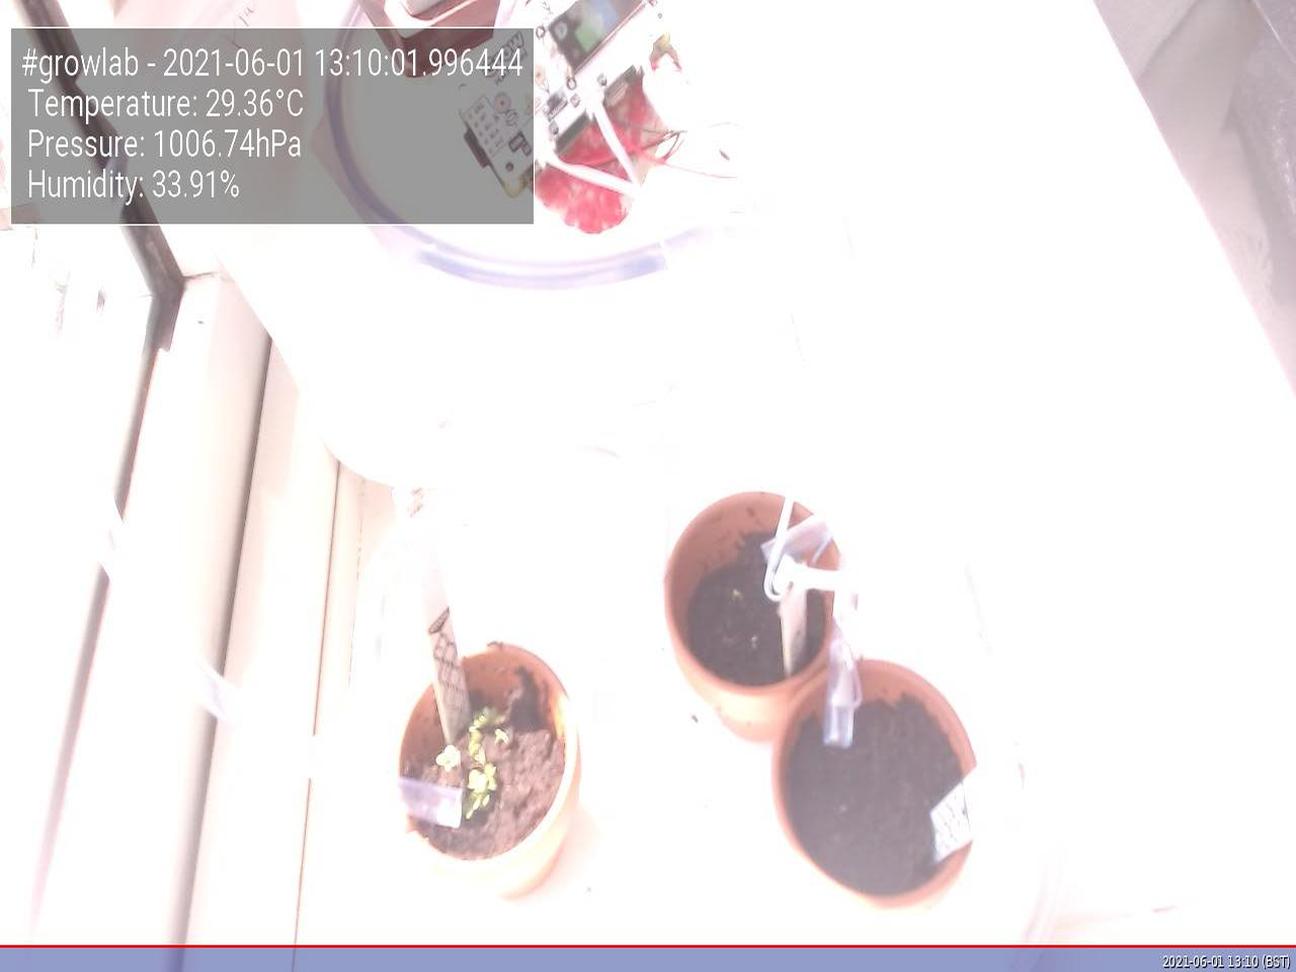 #growlab - 2021-06-01 13:10:01.996444
Temperature: 29.36°C
Pressure: 1006.74hPa
Humidity: 33.91%
2021-06-01 13:10 (BST)